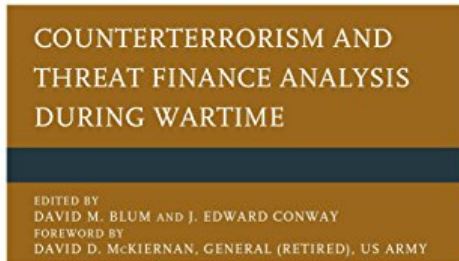 COUNTERTERRORISM AND
THREAT FINANCE ANALYSIS
DURING WARTIME
EDITED BY
DAVID M. BLUM AND J. EDWARD CONWAY
FOREWORD BY
DAVID D. McKIERNAN, GENERAL (RETIRED), US ARMY